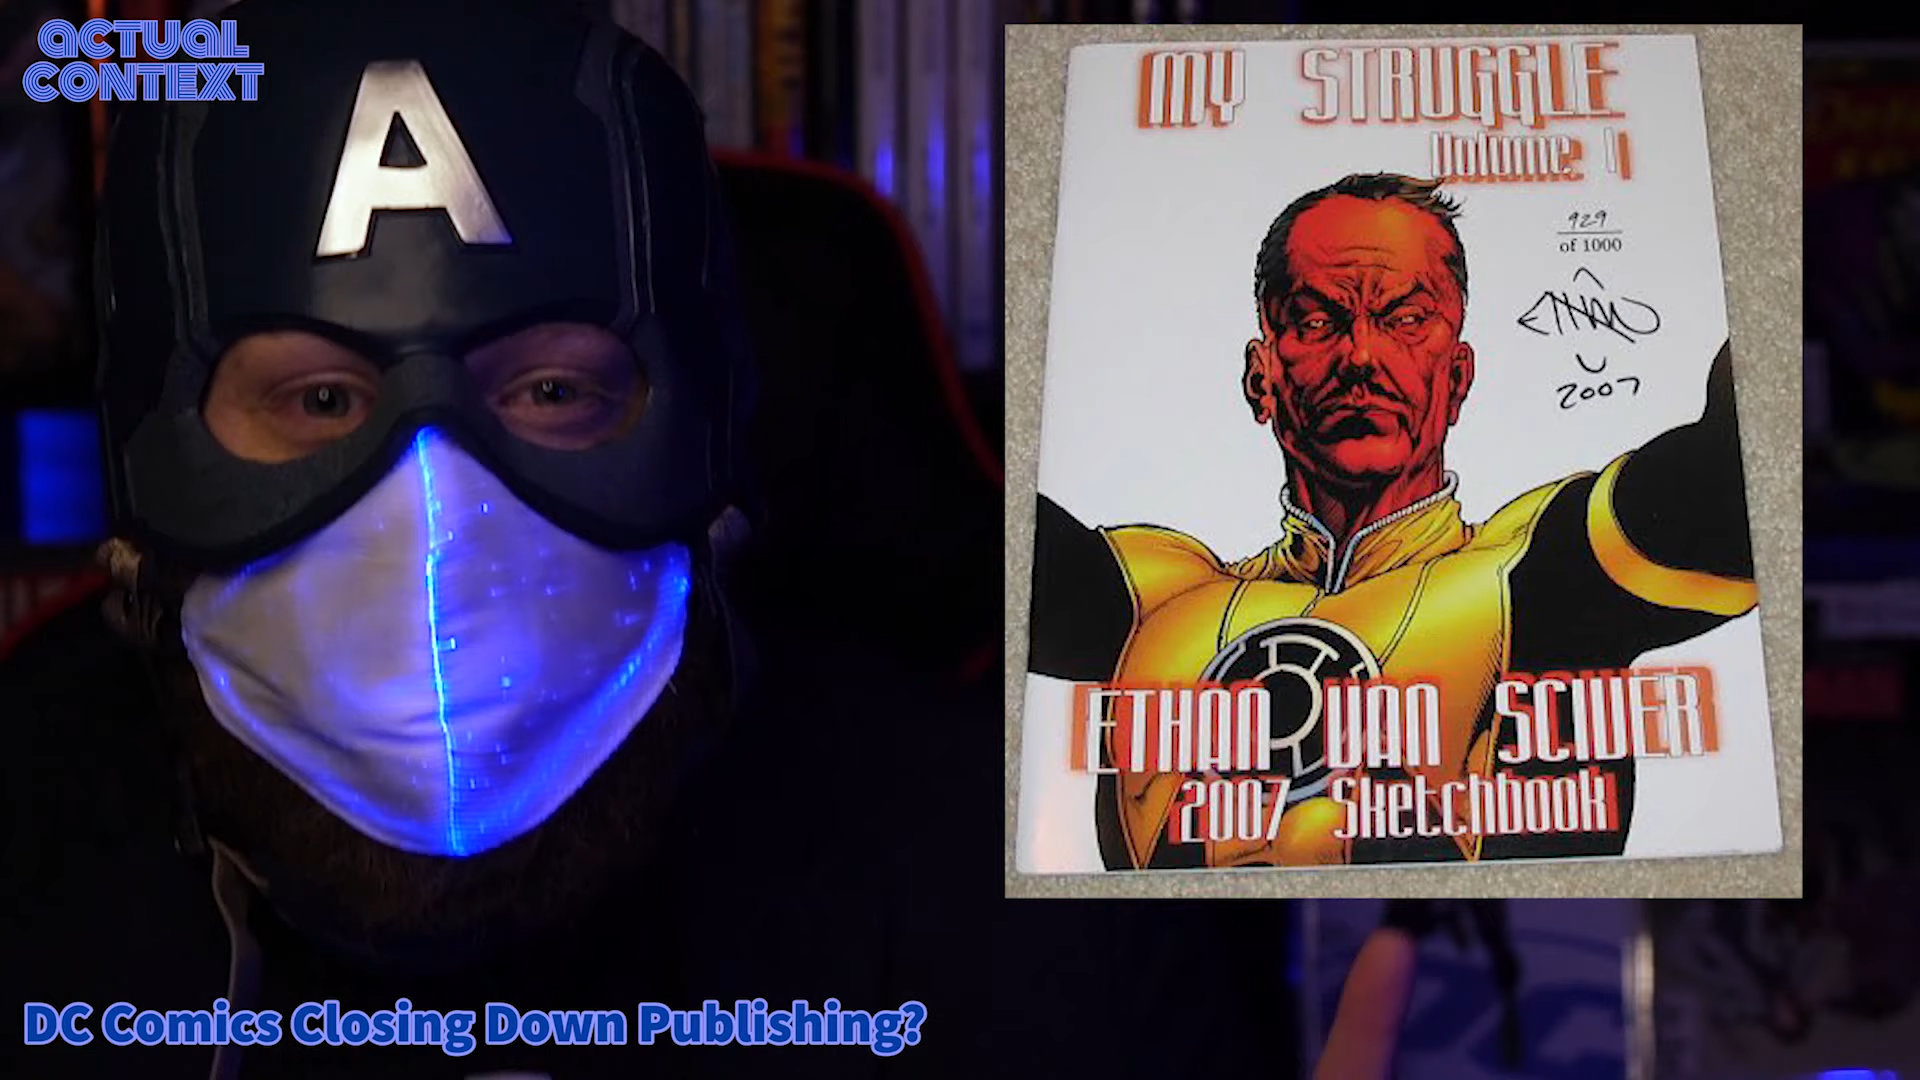 ACTUAL
CONTEXT
A
MY STRUGGLE
Volume 1
929
of 1000
ETHAN
2007
ETHAN VAN SCIVER
2007 Sketchbook
DC Comics Closing Down Publishing?